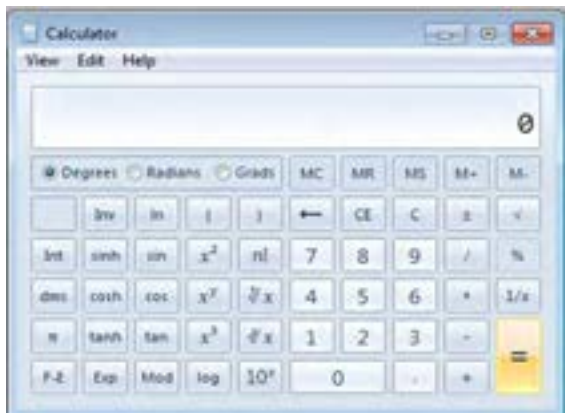 Calculator
View Edit Help
0
Degrees Radians Grads MC MR MS M+ M-
Inv ln ( ) ← CE C ± √
Int sinh sin x² n! 7 8 9 / %
dms cosh cos xʸ ʸ√x 4 5 6 * 1/x
π tanh tan x³ ³√x 1 2 3 - =
F-E Exp Mod log 10ˣ 0 . +